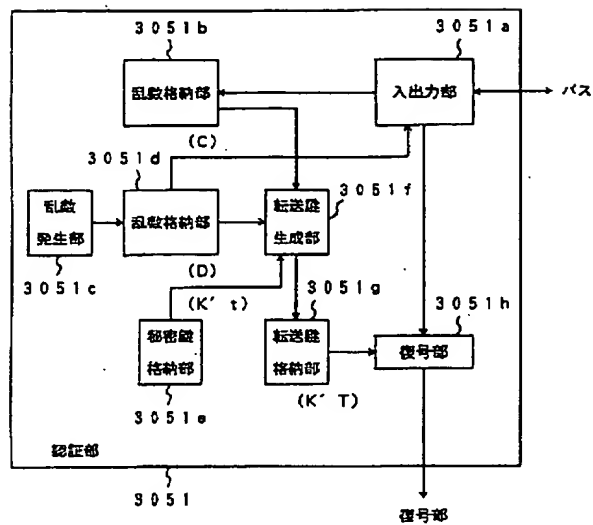 3051b
3051a
乱数格納部
入出力部
バス
(C)
3051d
3051f
乱数
発生部
乱数格納部
転送鍵
生成部
3051c
(D)
(K' t)
3051g
3051h
秘密鍵
格納部
転送鍵
格納部
復号部
(K' T)
3051e
認証部
3051
復号部